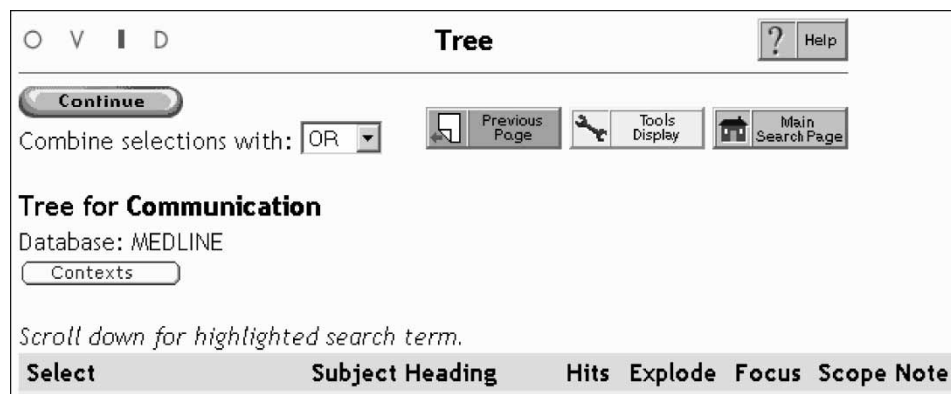 O V I D Tree ? Help
Continue
Combine selections with: OR
Previous Page Tools Display Main Search Page
Tree for Communication
Database: MEDLINE
Contexts
Scroll down for highlighted search term.
Select Subject Heading Hits Explode Focus Scope Note